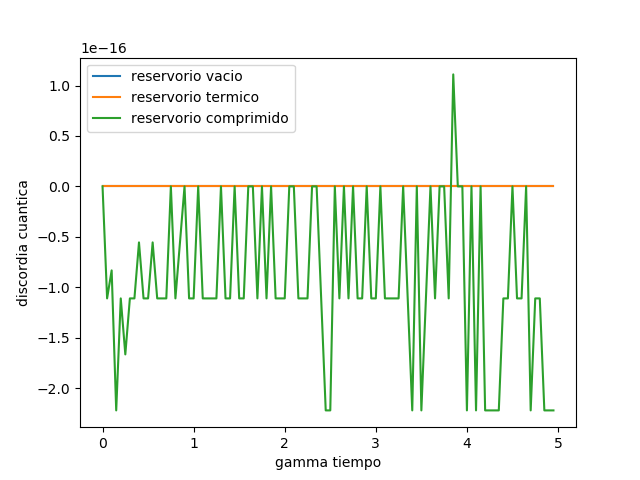 1e−16
reservorio vacio
reservorio termico
reservorio comprimido
1.0
0.5
0.0
−0.5
−1.0
−1.5
−2.0
discordia cuantica
0 1 2 3 4 5
gamma tiempo